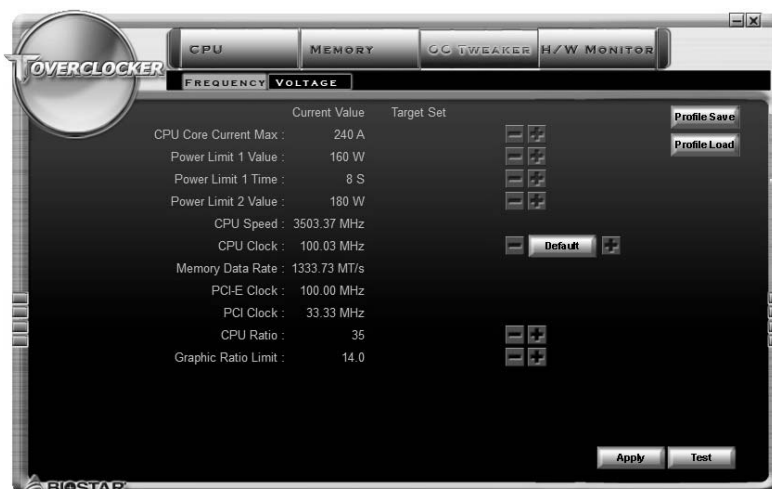 CPU MEMORY OC TWEAKER H/W MONITOR
TOVERCLOCKER
FREQUENCY VOLTAGE
Current Value Target Set
Profile Save
CPU Core Current Max : 240 A
Profile Load
Power Limit 1 Value : 160 W
Power Limit 1 Time : 8 S
Power Limit 2 Value : 180 W
CPU Speed : 3503.37 MHz
CPU Clock : 100.03 MHz Default
Memory Data Rate : 1333.73 MT/s
PCI-E Clock : 100.00 MHz
PCI Clock : 33.33 MHz
CPU Ratio : 35
Graphic Ratio Limit : 14.0
Apply Test
BIOSTAR